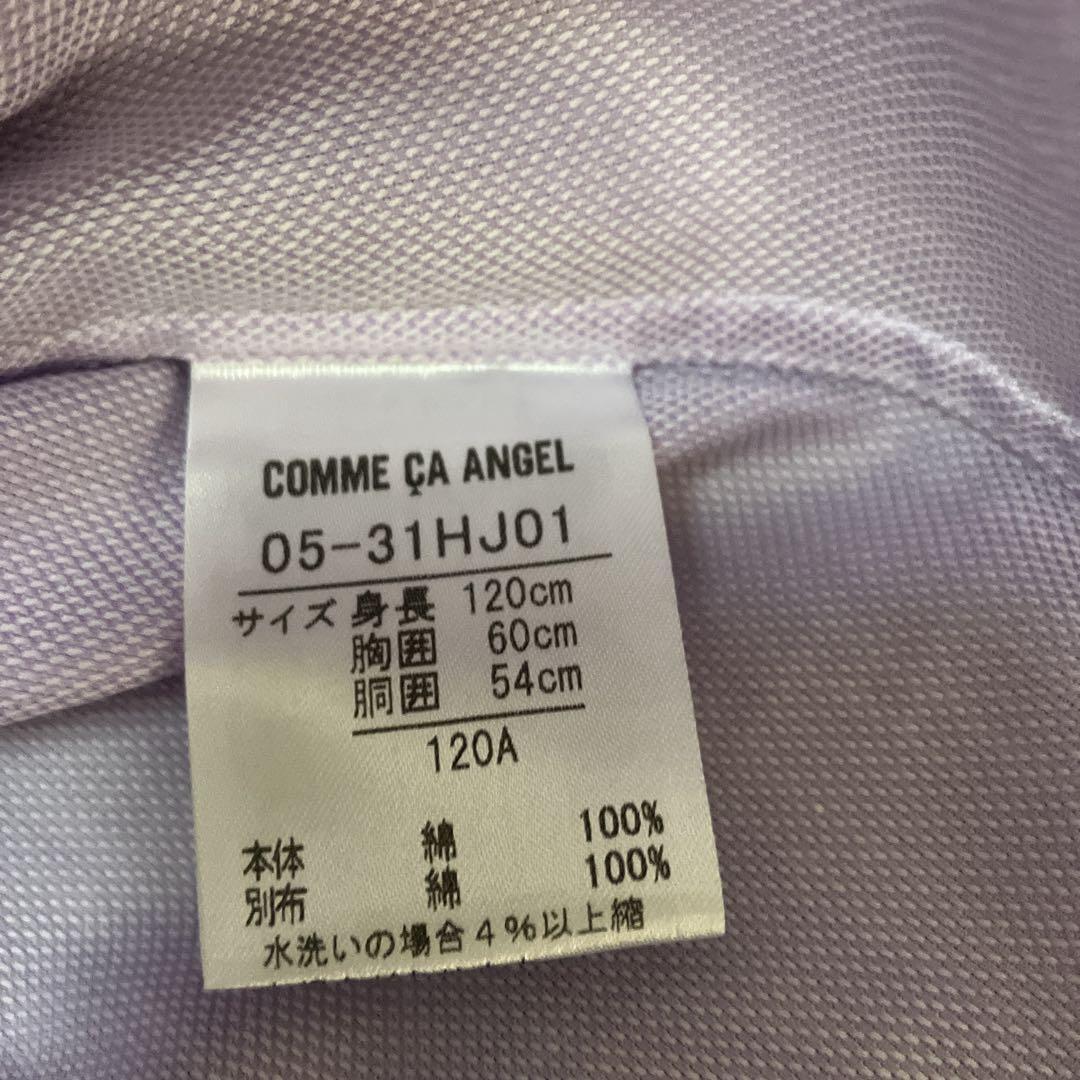 COMME ÇA ANGEL
05-31HJ01
サイズ 身長 120cm
胸囲 60cm
胴囲 54cm
120A
本体 綿 100%
別布 綿 100%
水洗いの場合4%以上縮